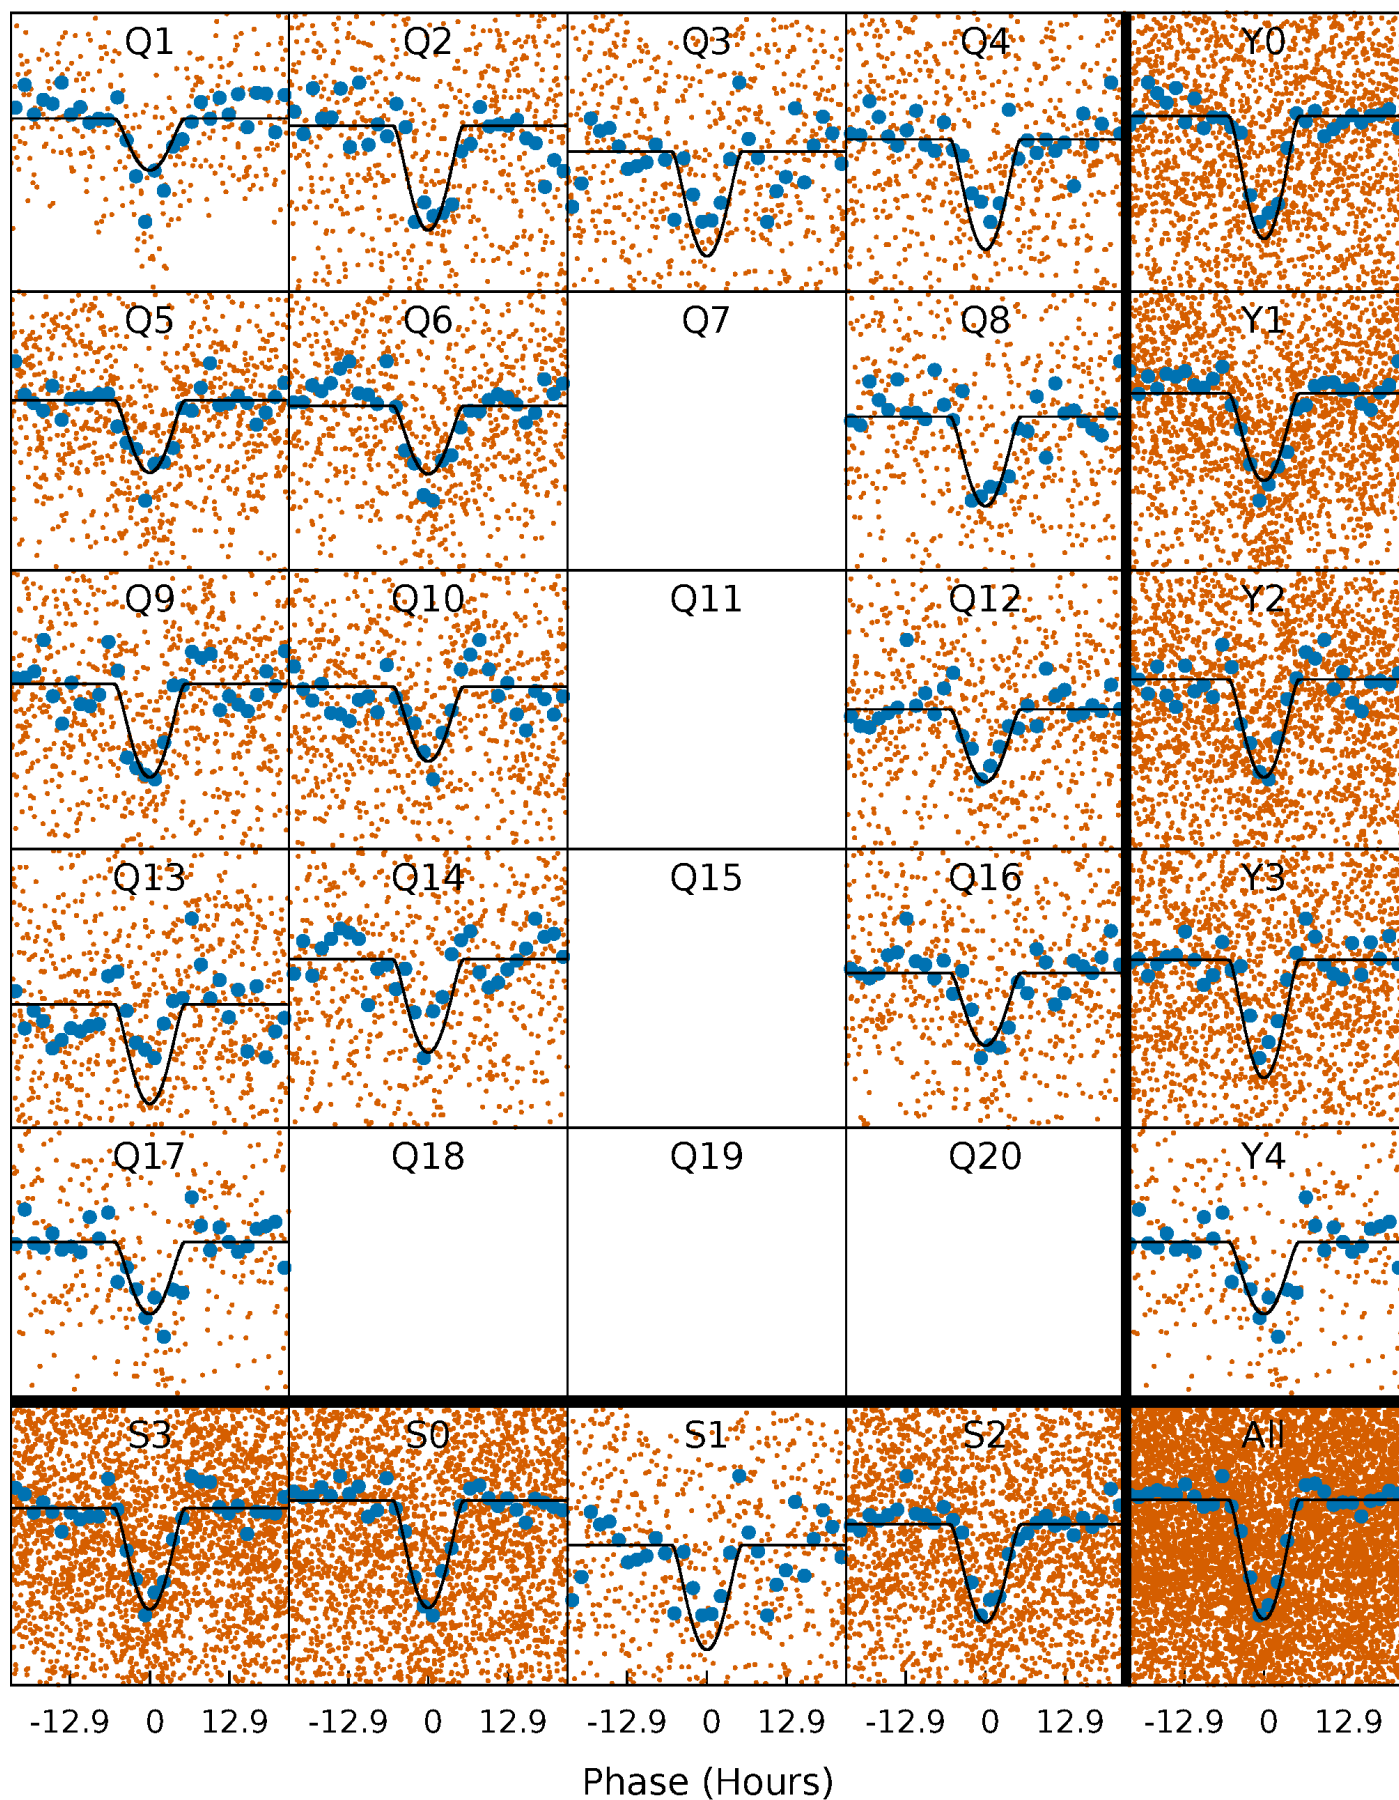 Q1 Q2 Q3 Q4 Y0
Q5 Q6 Q7 Q8 Y1
Q9 Q10 Q11 Q12 Y2
Q13 Q14 Q15 Q16 Y3
Q17 Q18 Q19 Q20 Y4
S3 S0 S1 S2 All
-12.9 0 12.9 -12.9 0 12.9 -12.9 0 12.9 -12.9 0 12.9 -12.9 0 12.9
Phase (Hours)